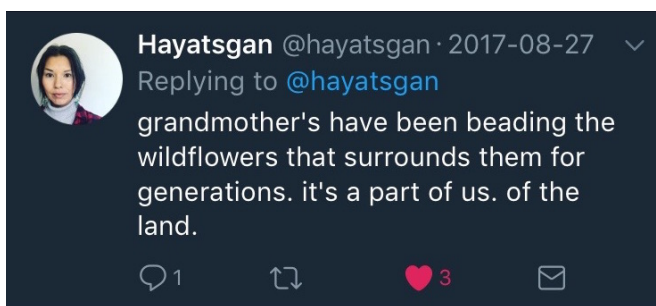 Hayatsgan @hayatsgan · 2017-08-27
Replying to @hayatsgan
grandmother's have been beading the
wildflowers that surrounds them for
generations. it's a part of us. of the
land.
1 3